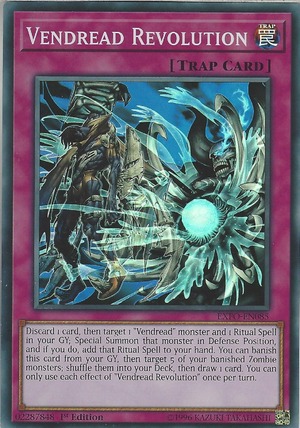 VENDREAD REVOLUTION
TRAP
罠
[TRAP CARD]
EXFO-EN085
Discard 1 card, then target 1 "Vendread" monster and 1 Ritual Spell
in your GY; Special Summon that monster in Defense Position,
and if you do, add that Ritual Spell to your hand. You can banish
this card from your GY, then target 5 of your banished Zombie
monsters; shuffle them into your Deck, then draw 1 card. You can
only use each effect of "Vendread Revolution" once per turn.
02287848
1st Edition
©1996 KAZUKI TAKAHASHI